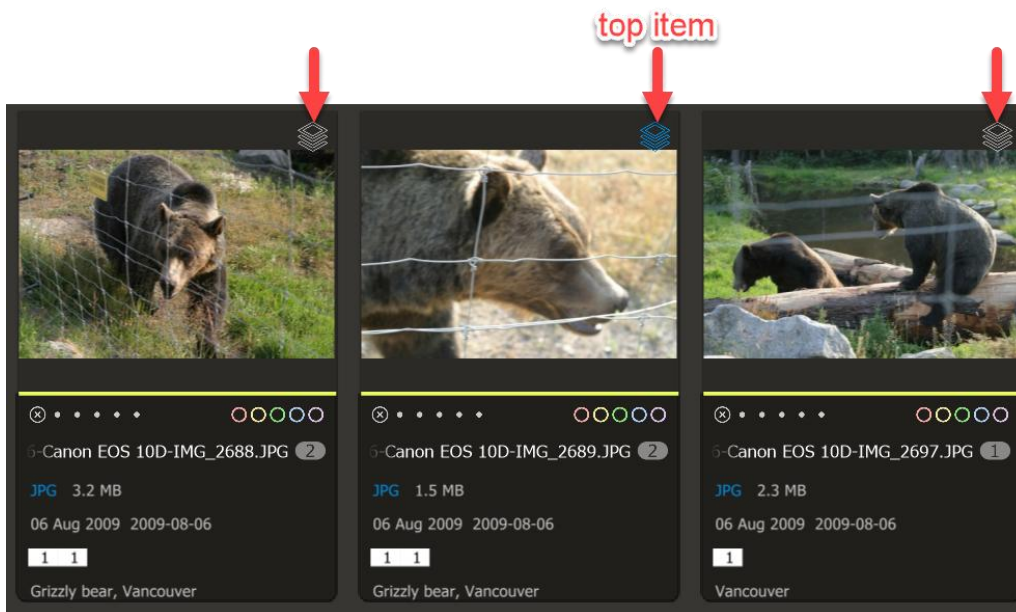 top item
5-Canon EOS 10D-IMG_2688.JPG 2
JPG 3.2 MB
06 Aug 2009 2009-08-06
1 1
Grizzly bear, Vancouver
5-Canon EOS 10D-IMG_2689.JPG 2
JPG 1.5 MB
06 Aug 2009 2009-08-06
1 1
Grizzly bear, Vancouver
5-Canon EOS 10D-IMG_2697.JPG 1
JPG 2.3 MB
06 Aug 2009 2009-08-06
1
Vancouver